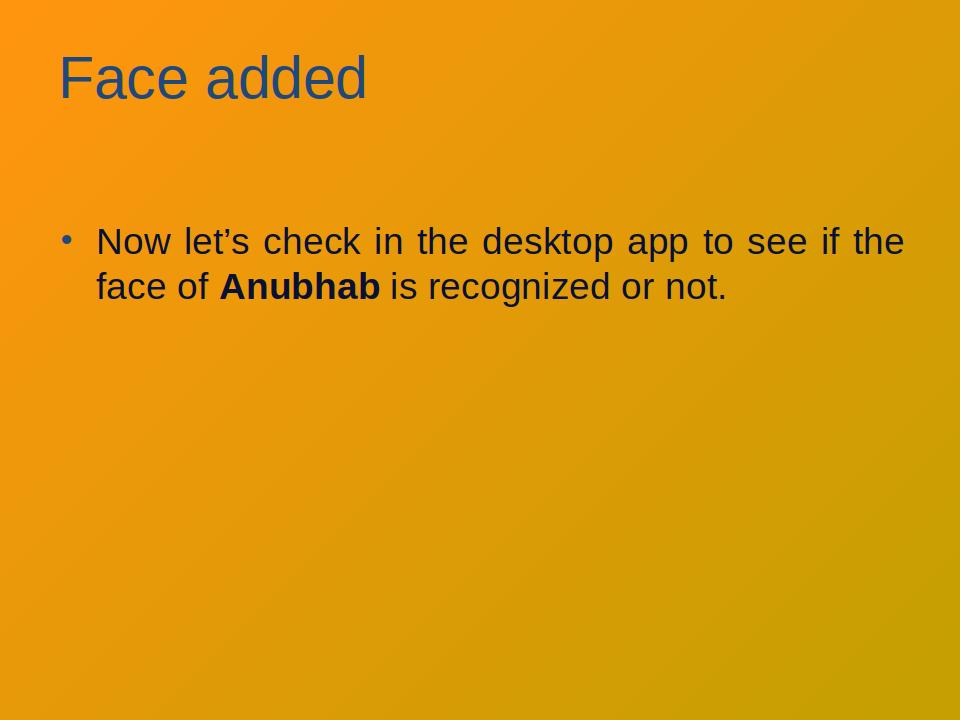 Face added
• Now let’s check in the desktop app to see if the
face of Anubhab is recognized or not.